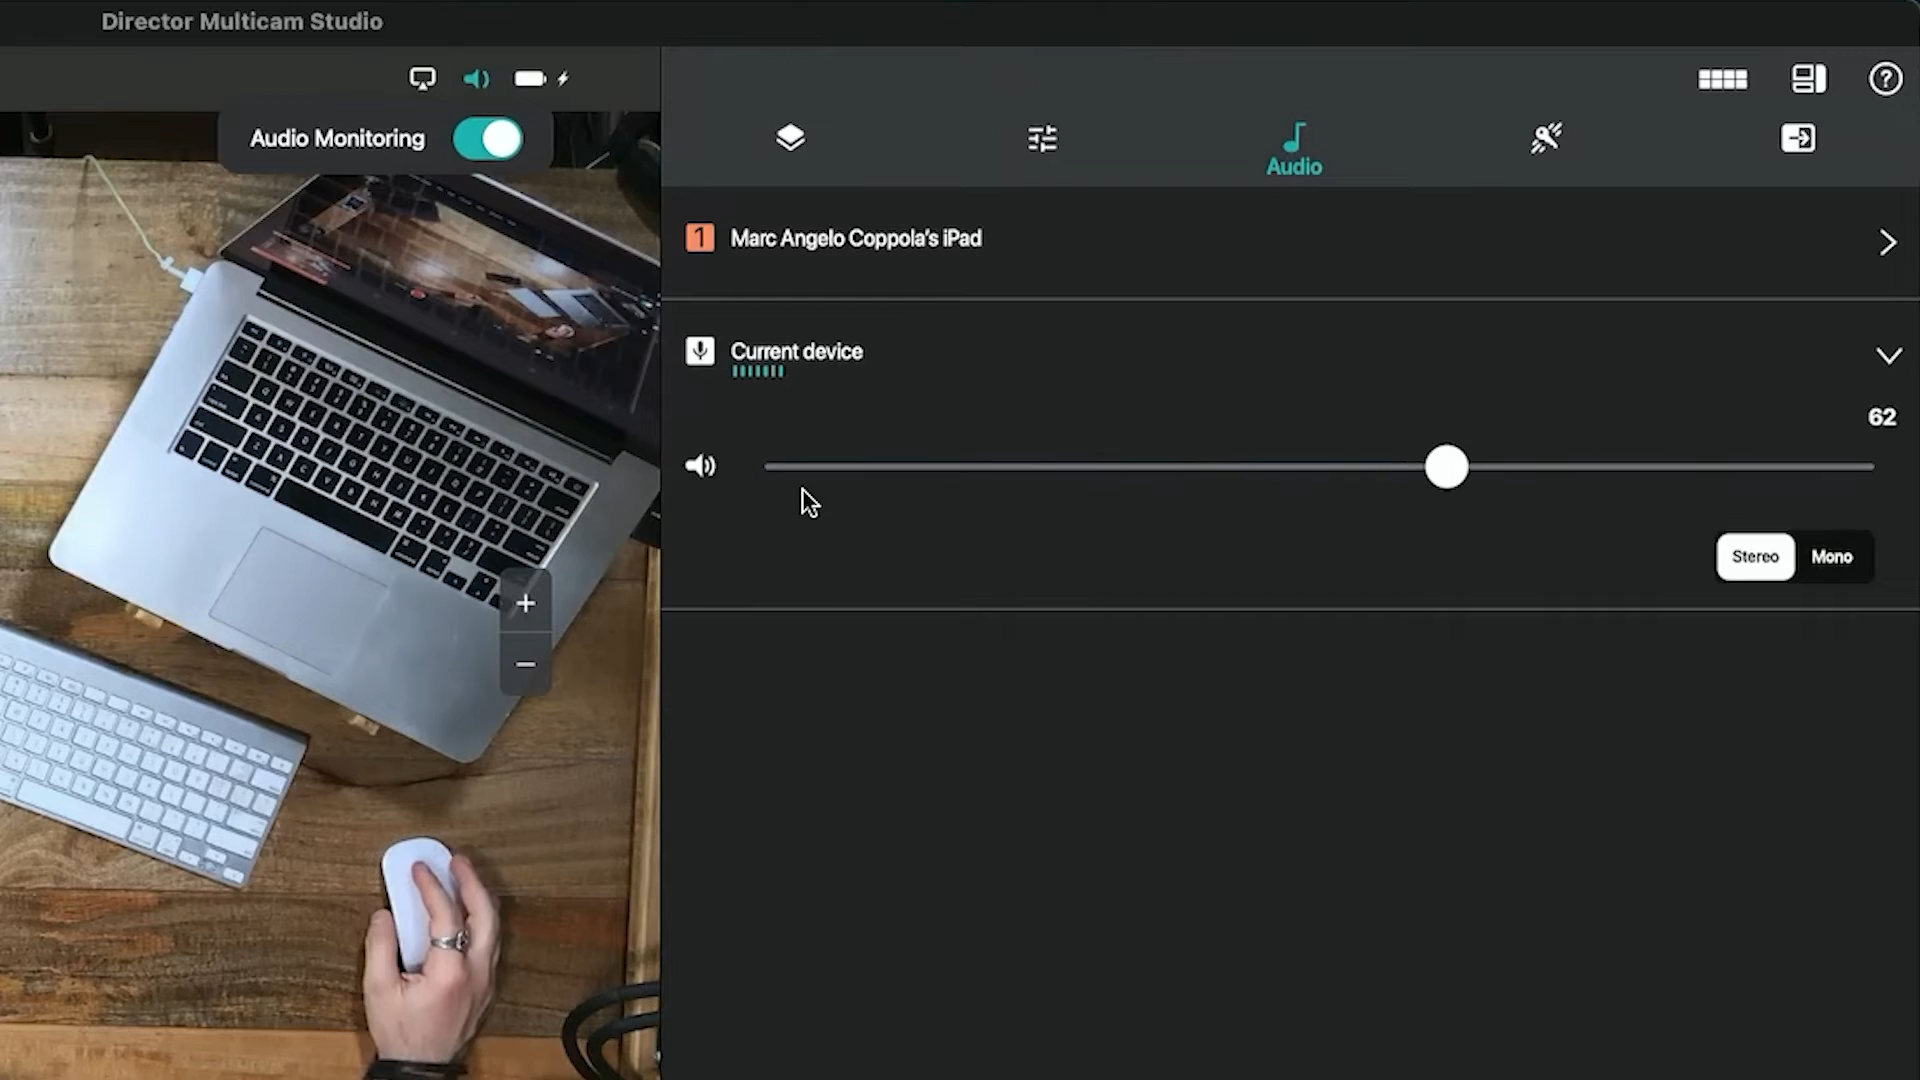 Director Multicam Studio
Audio Monitoring
Audio
1 Marc Angelo Coppola's iPad
Current device
62
Stereo Mono